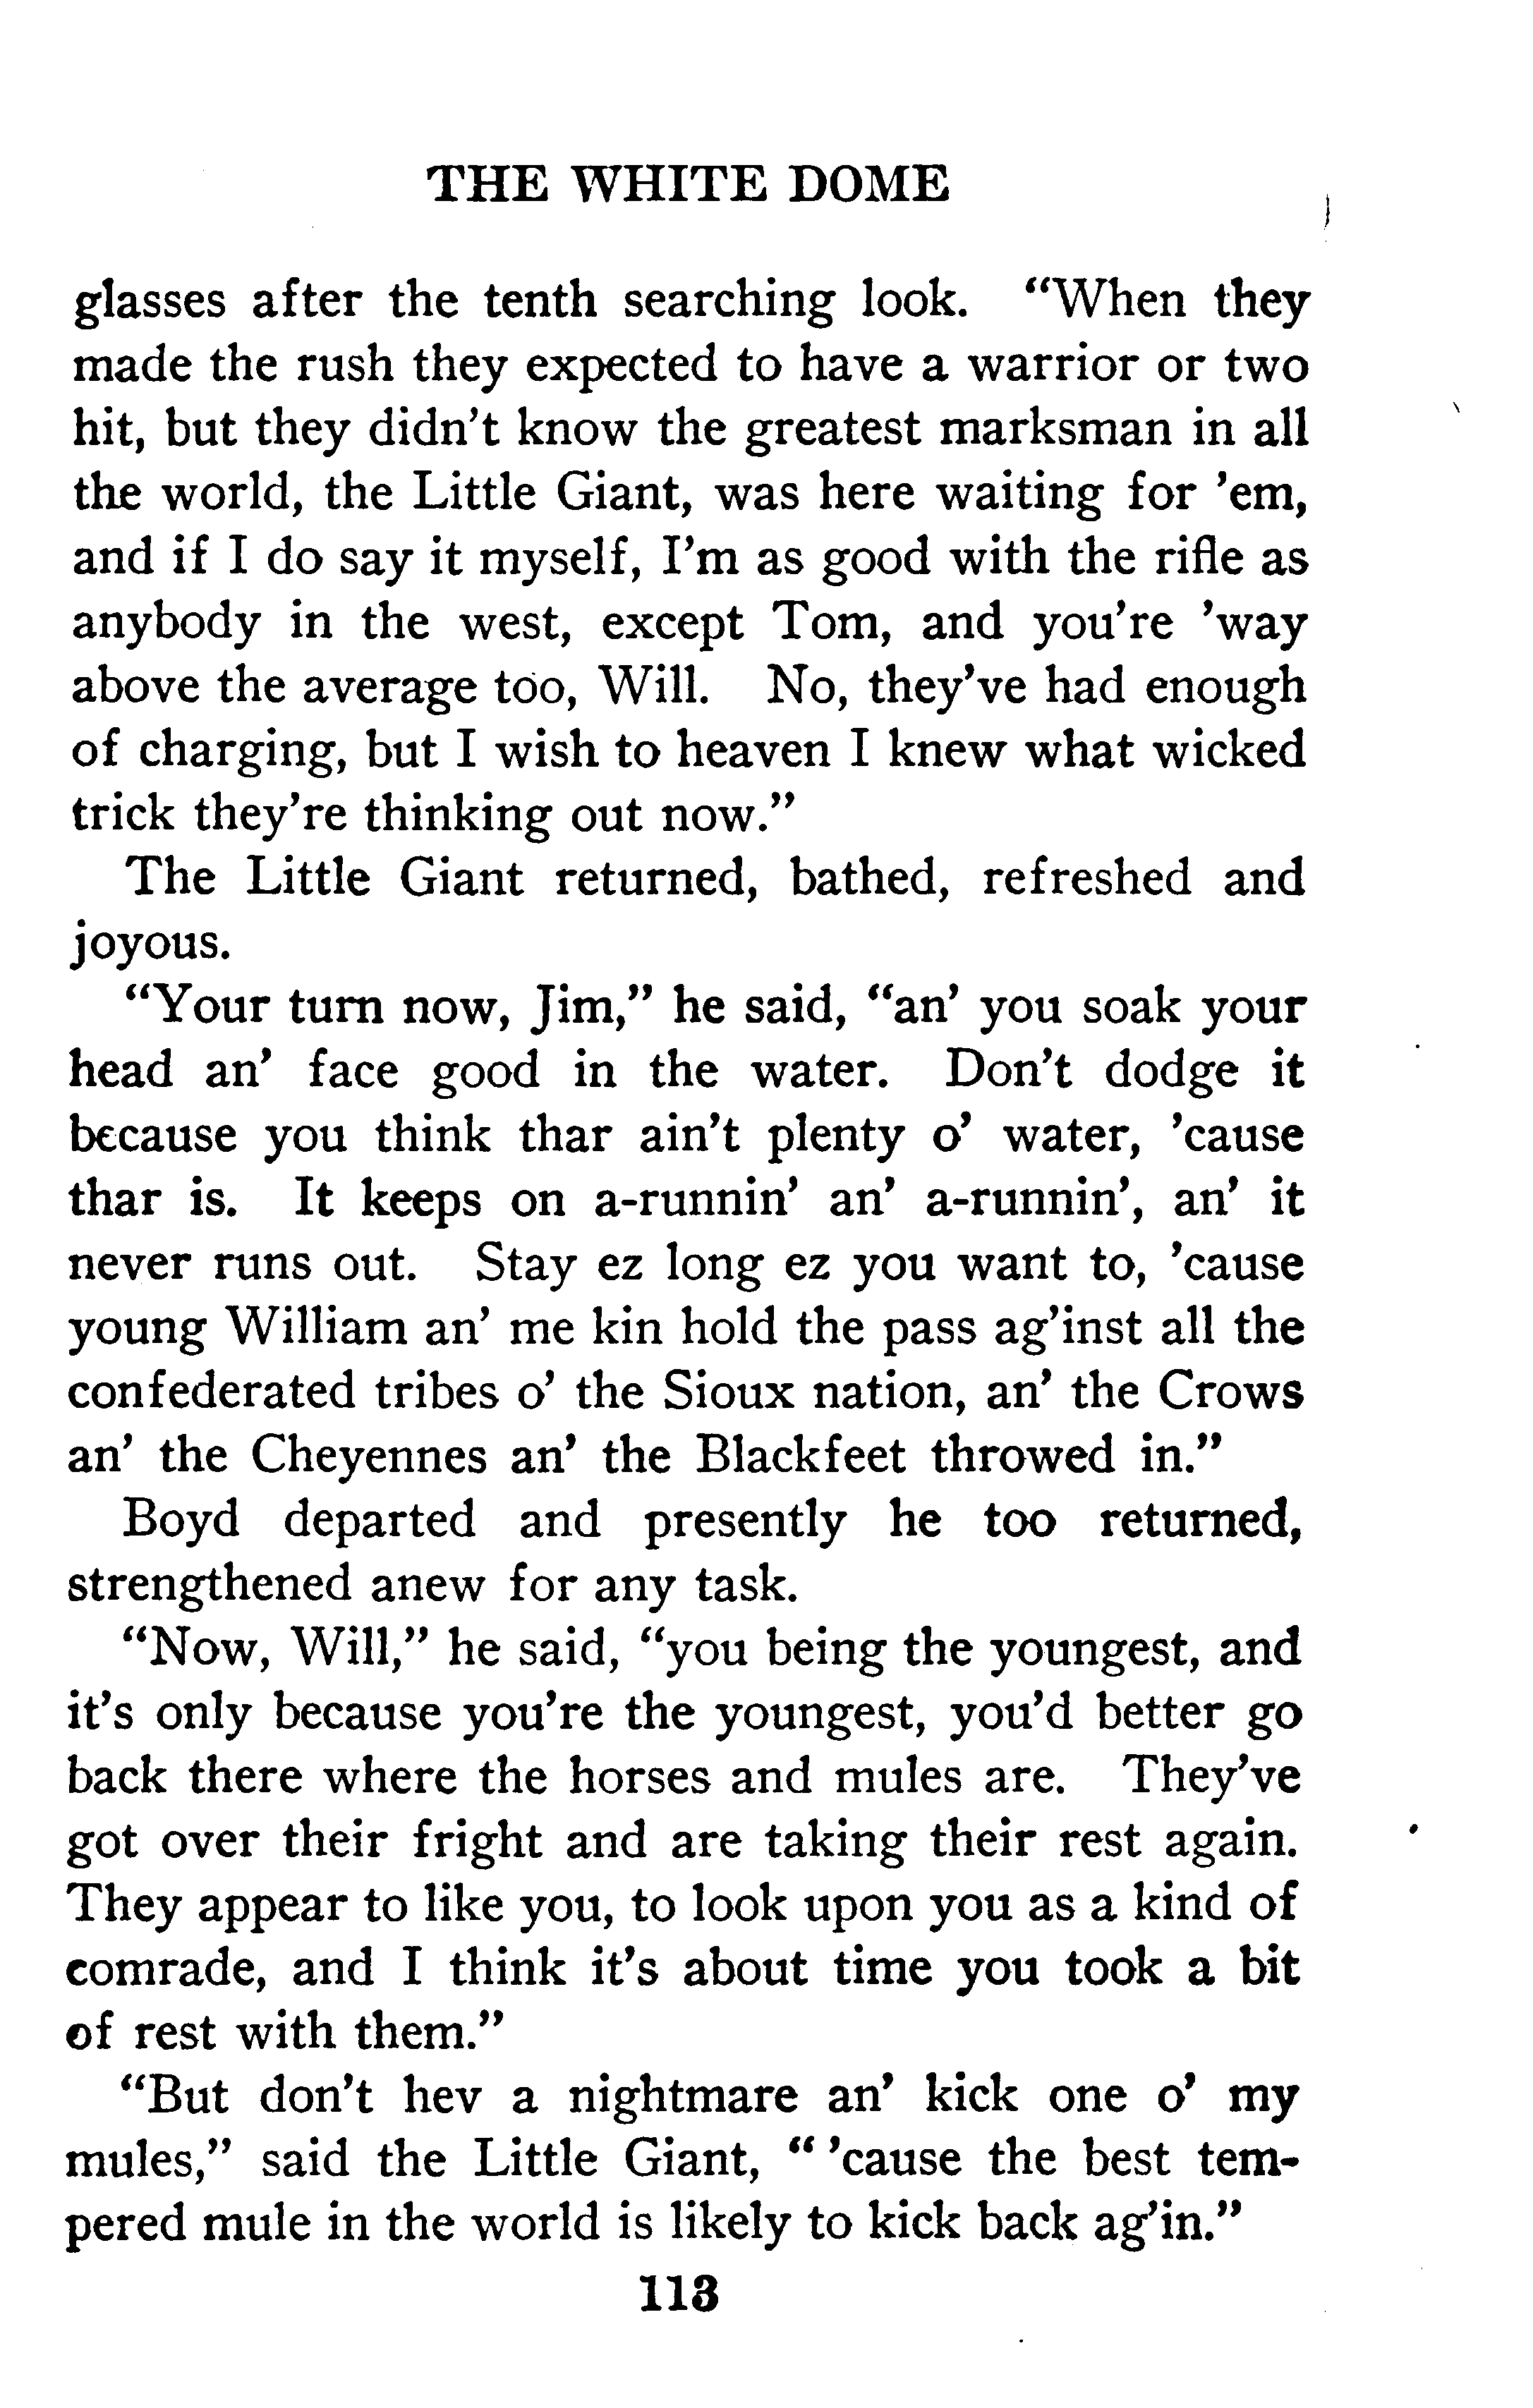 THE WHITE DOME
glasses after the tenth searching look. “When they
made the rush they expected to have a warrior or two
hit, but they didn’t know the greatest marksman in all
the world, the Little Giant, was here waiting for ’em,
and if I do say it myself, I’m as good with the rifle as
anybody in the west, except Tom, and you’re ’way
above the average too, Will. No, they’ve had enough
of charging, but I wish to heaven I knew what wicked
trick they’re thinking out now.”
The Little Giant returned, bathed, refreshed and
joyous.
“Your turn now, Jim,” he said, “an’ you soak your
head an’ face good in the water. Don’t dodge it
because you think thar ain’t plenty o’ water, ’cause
thar is. It keeps on a-runnin’ an’ a-runnin’, an’ it
never runs out. Stay ez long ez you want to, ’cause
young William an’ me kin hold the pass ag’inst all the
confederated tribes o’ the Sioux nation, an’ the Crows
an’ the Cheyennes an’ the Blackfeet throwed in.”
Boyd departed and presently he too returned,
strengthened anew for any task.
“Now, Will,” he said, “you being the youngest, and
it’s only because you’re the youngest, you’d better go
back there where the horses and mules are. They’ve
got over their fright and are taking their rest again.
They appear to like you, to look upon you as a kind of
comrade, and I think it’s about time you took a bit
of rest with them.”
“But don’t hev a nightmare an’ kick one o’ my
mules,” said the Little Giant, “ ’cause the best tem-
pered mule in the world is likely to kick back ag’in.”
113